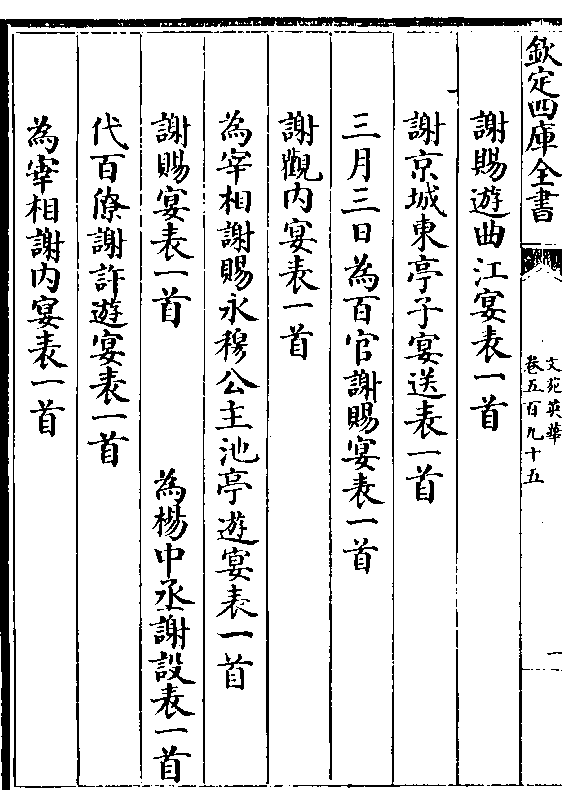 欽定四庫全書
文苑英華
卷五百九十五
一
謝賜遊曲江宴表一首
謝京城東亭子宴送表一首
三月三日為百官謝賜宴表一首
謝觀内宴表一首
為宰相謝賜永穆公主池亭遊宴表一首
謝賜宴表一首　為楊中丞謝設表一首
代百僚謝許遊宴表一首
為宰相謝内宴表一首